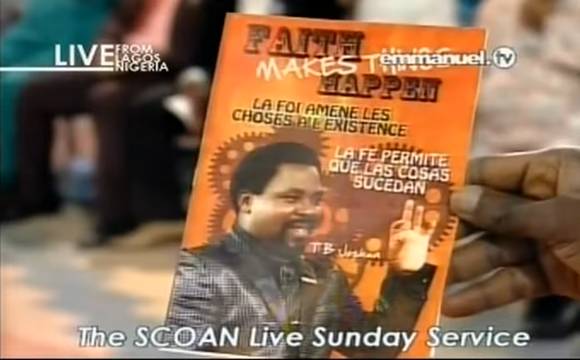 LIVE FROM LAGOS NIGERIA
emmanuel.tv
FAITH
MAKES THINGS
HAPPEN
LA FOI AMENE LES
CHOSES A L'EXISTENCE
LA FE PERMITE
QUE LAS COSAS
SUCEDAN
T B Joshua
The SCOAN Live Sunday Service